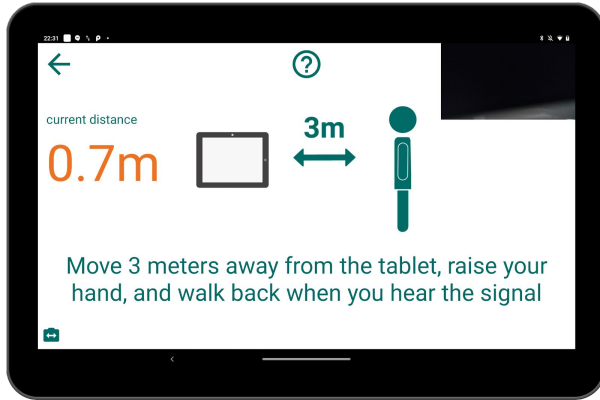 22:31
?
current distance
3m
0.7m
Move 3 meters away from the tablet, raise your
hand, and walk back when you hear the signal